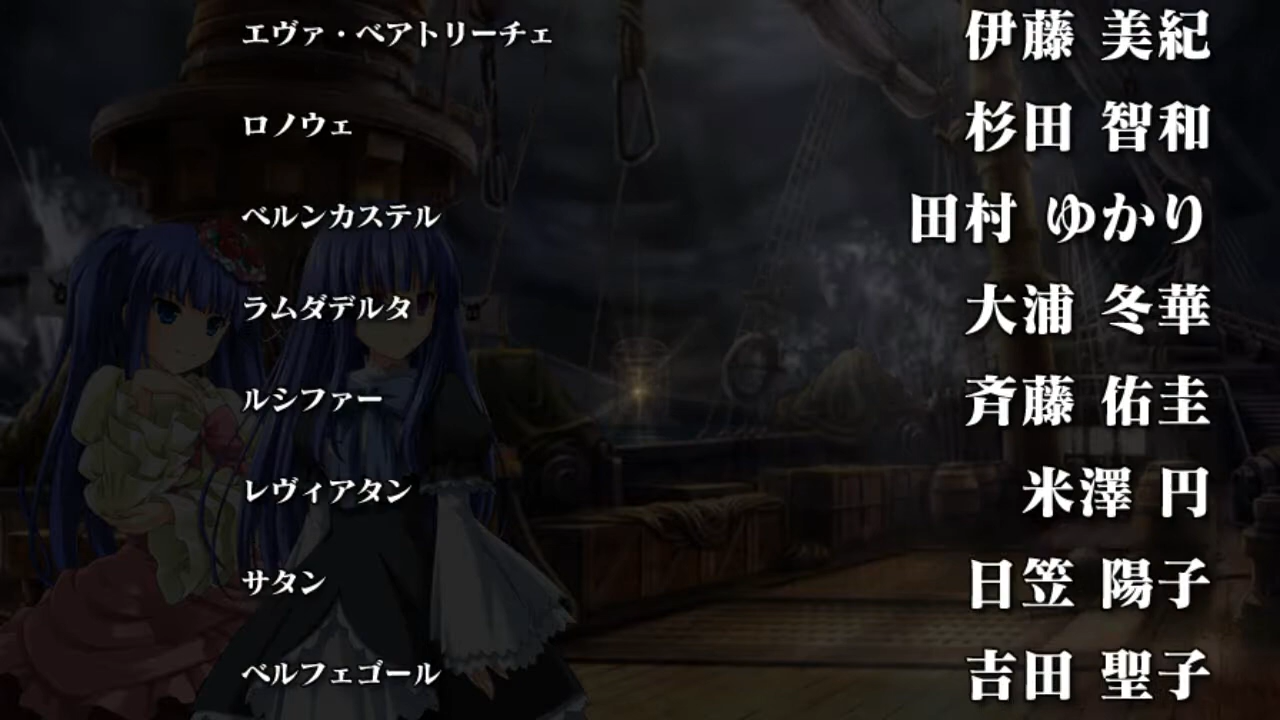 エヴァ・ベアトリーチェ 伊藤 美紀
ロノウェ 杉田 智和
ベルンカステル 田村 ゆかり
ラムダデルタ 大浦 冬華
ルシファー 斉藤 佑圭
レヴィアタン 米澤 円
サタン 日笠 陽子
ベルフェゴール 吉田 聖子